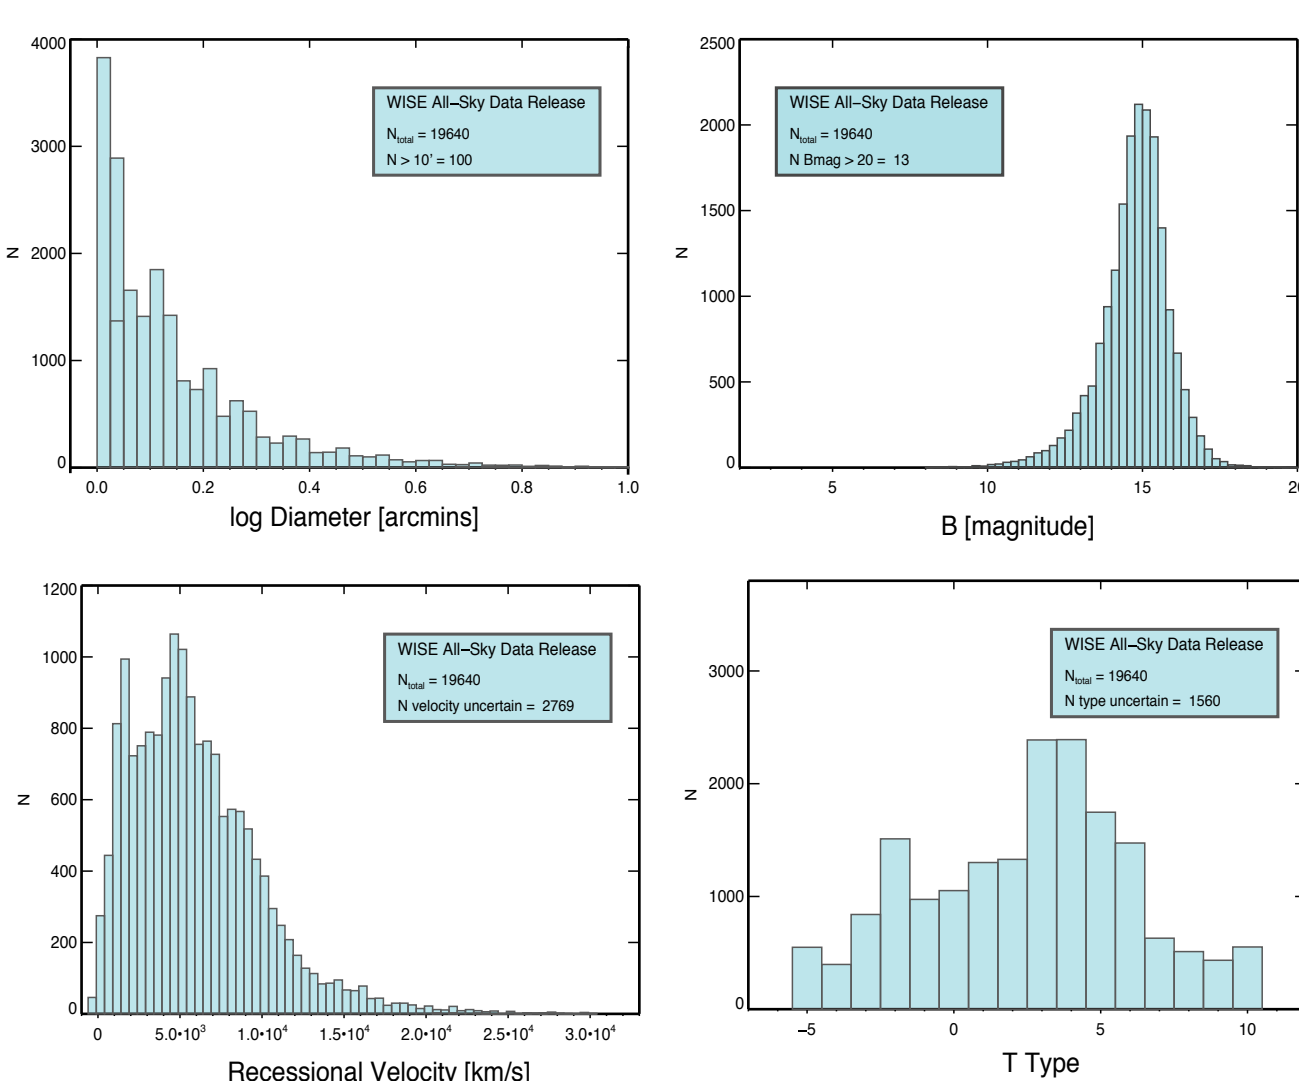 4000
3000
2000
1000
0
N
WISE All–Sky Data Release
Ntotal = 19640
N > 10' = 100
0.0 0.2 0.4 0.6 0.8 1.0
log Diameter [arcmins]
2500
2000
1500
1000
500
0
N
WISE All–Sky Data Release
Ntotal = 19640
N Bmag > 20 = 13
5 10 15 20
B [magnitude]
1200
1000
800
600
400
200
0
N
WISE All–Sky Data Release
Ntotal = 19640
N velocity uncertain = 2769
0 5.0•10³ 1.0•10⁴ 1.5•10⁴ 2.0•10⁴ 2.5•10⁴ 3.0•10⁴
Recessional Velocity [km/s]
3000
2000
1000
0
N
WISE All–Sky Data Release
Ntotal = 19640
N type uncertain = 1560
–5 0 5 10
T Type